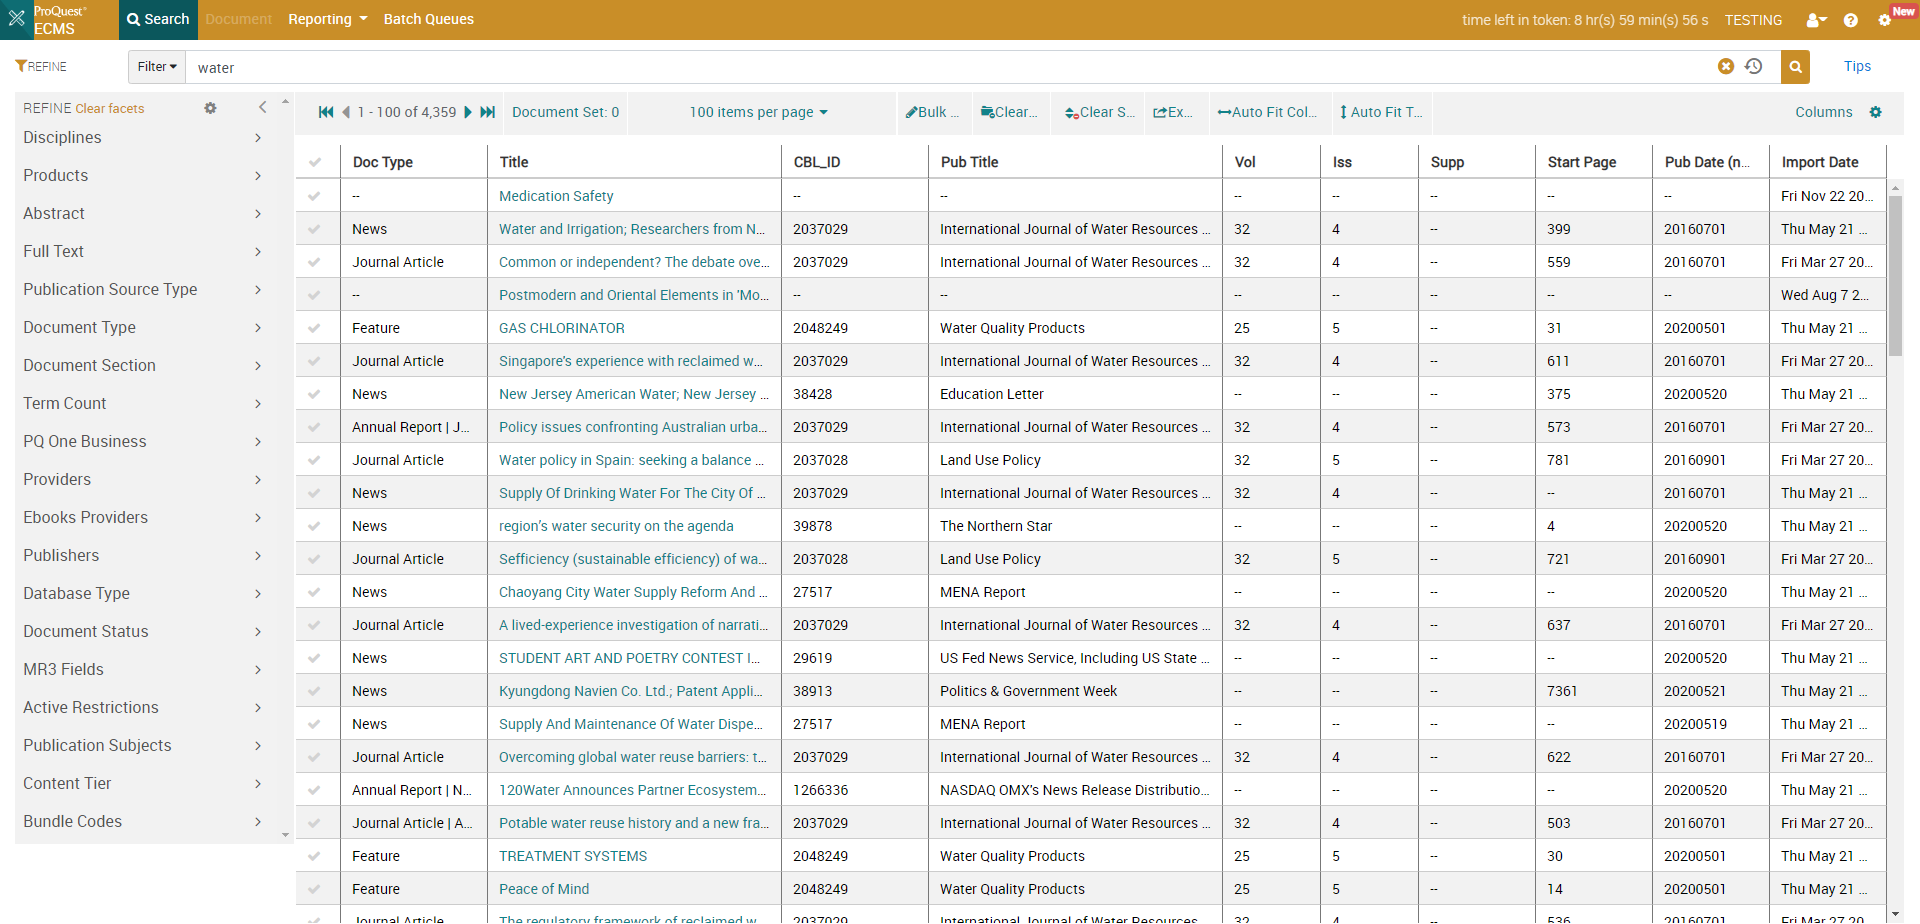 ProQuest® ECMS Search Document Reporting Batch Queues time left in token: 8 hr(s) 59 min(s) 56 s TESTING New
REFINE Filter water Tips
REFINE Clear facets 1 - 100 of 4,359 Document Set: 0 100 items per page Bulk ... Clear... Clear S... Ex... Auto Fit Col... Auto Fit T... Columns
Disciplines
Products
Abstract
Full Text
Publication Source Type
Document Type
Document Section
Term Count
PQ One Business
Providers
Ebooks Providers
Publishers
Database Type
Document Status
MR3 Fields
Active Restrictions
Publication Subjects
Content Tier
Bundle Codes
Doc Type Title CBL_ID Pub Title Vol Iss Supp Start Page Pub Date (n... Import Date
-- Medication Safety -- -- -- -- -- -- -- Fri Nov 22 20...
News Water and Irrigation; Researchers from N... 2037029 International Journal of Water Resources ... 32 4 -- 399 20160701 Thu May 21 ...
Journal Article Common or independent? The debate ove... 2037029 International Journal of Water Resources ... 32 4 -- 559 20160701 Fri Mar 27 20...
-- Postmodern and Oriental Elements in 'Mo... -- -- -- -- -- -- -- Wed Aug 7 2...
Feature GAS CHLORINATOR 2048249 Water Quality Products 25 5 -- 31 20200501 Thu May 21 ...
Journal Article Singapore's experience with reclaimed w... 2037029 International Journal of Water Resources ... 32 4 -- 611 20160701 Fri Mar 27 20...
News New Jersey American Water; New Jersey ... 38428 Education Letter -- -- -- 375 20200520 Thu May 21 ...
Annual Report | J... Policy issues confronting Australian urba... 2037029 International Journal of Water Resources ... 32 4 -- 573 20160701 Fri Mar 27 20...
Journal Article Water policy in Spain: seeking a balance ... 2037028 Land Use Policy 32 5 -- 781 20160901 Fri Mar 27 20...
News Supply Of Drinking Water For The City Of ... 2037029 International Journal of Water Resources ... 32 4 -- -- 20160701 Thu May 21 ...
News region's water security on the agenda 39878 The Northern Star -- -- -- 4 20200520 Thu May 21 ...
Journal Article Sefficiency (sustainable efficiency) of wa... 2037028 Land Use Policy 32 5 -- 721 20160901 Fri Mar 27 20...
News Chaoyang City Water Supply Reform And ... 27517 MENA Report -- -- -- -- 20200520 Thu May 21 ...
Journal Article A lived-experience investigation of narrati... 2037029 International Journal of Water Resources ... 32 4 -- 637 20160701 Fri Mar 27 20...
News STUDENT ART AND POETRY CONTEST I... 29619 US Fed News Service, Including US State ... -- -- -- -- 20200520 Thu May 21 ...
News Kyungdong Navien Co. Ltd.; Patent Appli... 38913 Politics & Government Week -- -- -- 7361 20200521 Thu May 21 ...
News Supply And Maintenance Of Water Dispe... 27517 MENA Report -- -- -- -- 20200519 Thu May 21 ...
Journal Article Overcoming global water reuse barriers: t... 2037029 International Journal of Water Resources ... 32 4 -- 622 20160701 Fri Mar 27 20...
Annual Report | N... 120Water Announces Partner Ecosystem... 1266336 NASDAQ OMX's News Release Distributio... -- -- -- -- 20200520 Thu May 21 ...
Journal Article | A... Potable water reuse history and a new fra... 2037029 International Journal of Water Resources ... 32 4 -- 503 20160701 Fri Mar 27 20...
Feature TREATMENT SYSTEMS 2048249 Water Quality Products 25 5 -- 30 20200501 Thu May 21 ...
Feature Peace of Mind 2048249 Water Quality Products 25 5 -- 14 20200501 Thu May 21 ...
Journal Article The regulatory framework of reclaimed w... 2037029 International Journal of Water Resources ... 32 4 -- 536 20160701 Fri Mar 27 20...